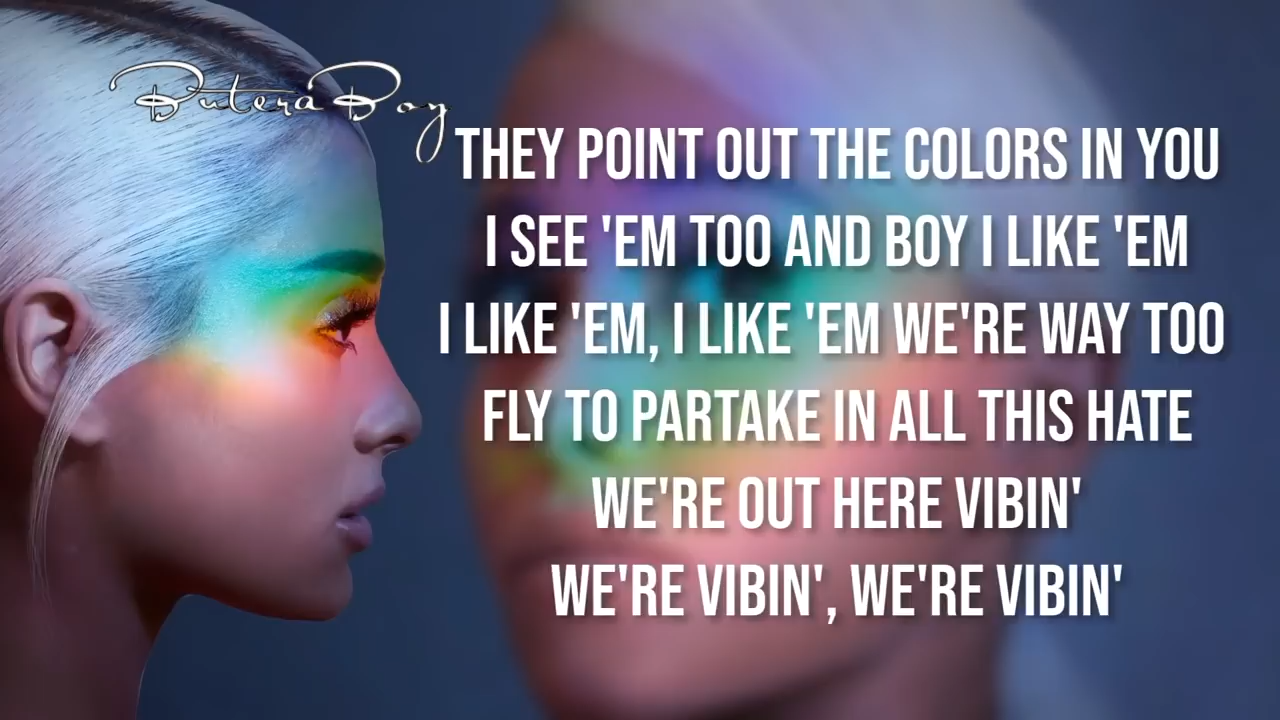 Butera Boy
THEY POINT OUT THE COLORS IN YOU
I SEE 'EM TOO AND BOY I LIKE 'EM
I LIKE 'EM, I LIKE 'EM WE'RE WAY TOO
FLY TO PARTAKE IN ALL THIS HATE
WE'RE OUT HERE VIBIN'
WE'RE VIBIN', WE'RE VIBIN'